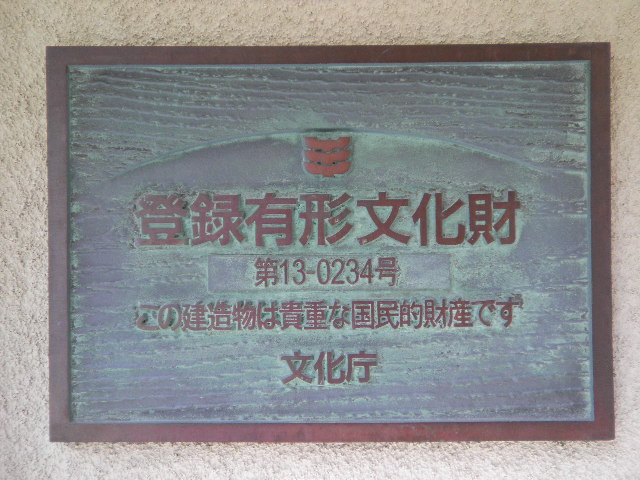 登録有形文化財
第13-0234号
この建造物は貴重な国民的財産です
文化庁